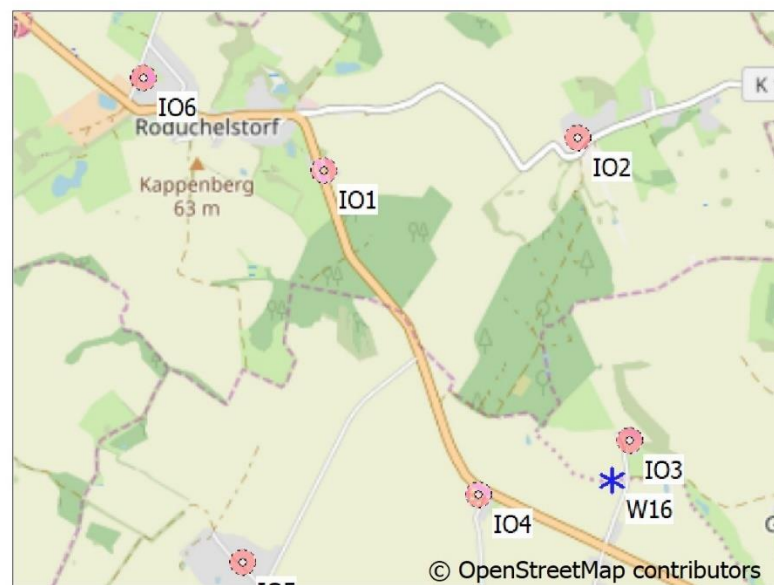 IO6
Roduchelstorf
K
IO2
Kappenberg
63 m
IO1
IO3
W16
IO4
© OpenStreetMap contributors